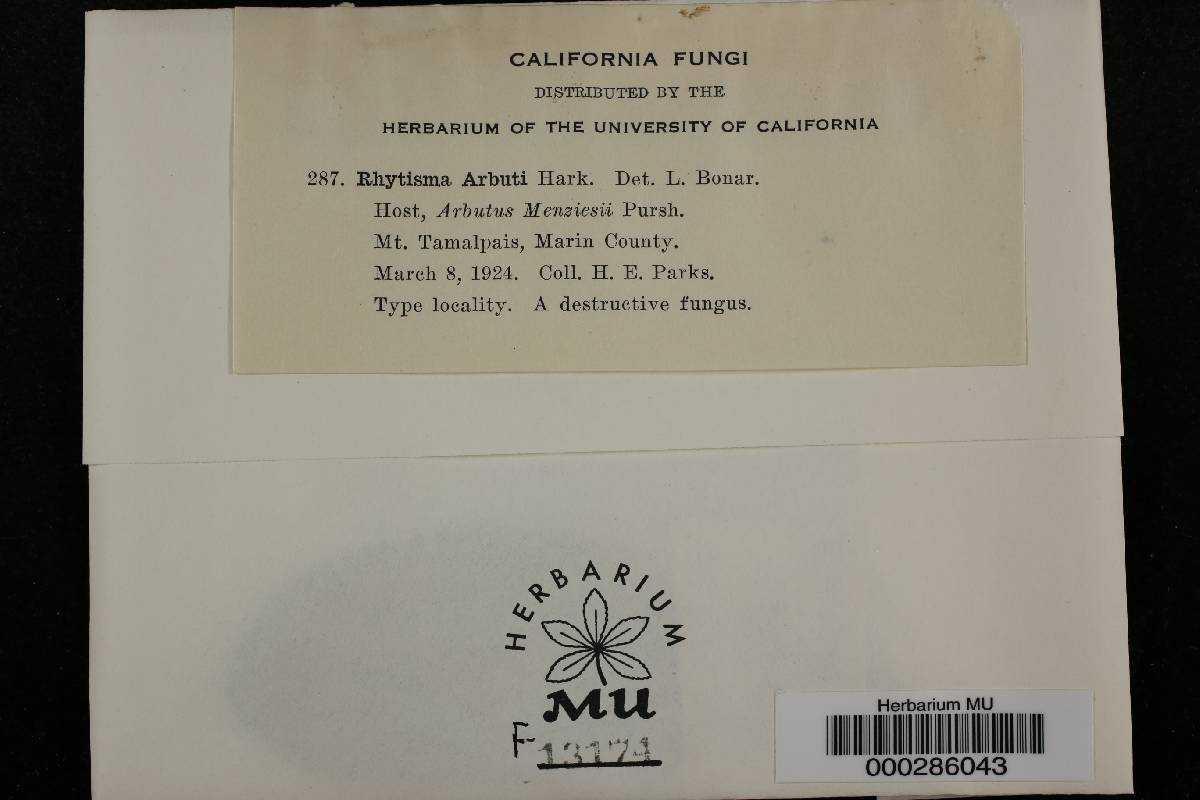 CALIFORNIA FUNGI
DISTRIBUTED BY THE
HERBARIUM OF THE UNIVERSITY OF CALIFORNIA
287. Rhytisma Arbuti Hark. Det. L. Bonar.
Host, Arbutus Menziesii Pursh.
Mt. Tamalpais, Marin County.
March 8, 1924. Coll. H. E. Parks.
Type locality. A destructive fungus.
HERBARIUM
MU
F-13174
Herbarium MU
000286043